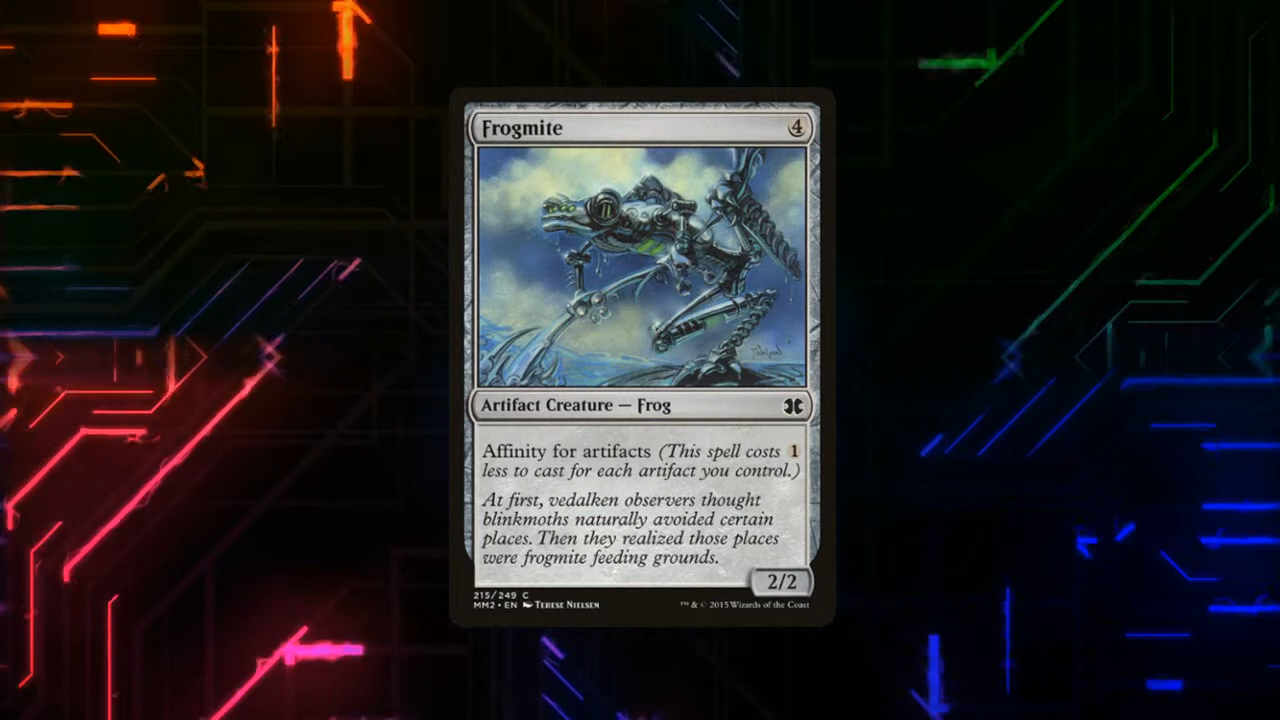 Frogmite 4
Artifact Creature — Frog
Affinity for artifacts (This spell costs 1
less to cast for each artifact you control.)
At first, vedalken observers thought
blinkmoths naturally avoided certain
places. Then they realized those places
were frogmite feeding grounds.
2/2
215/249 C
MM2 • EN Terese Nielsen
™ & © 2015 Wizards of the Coast